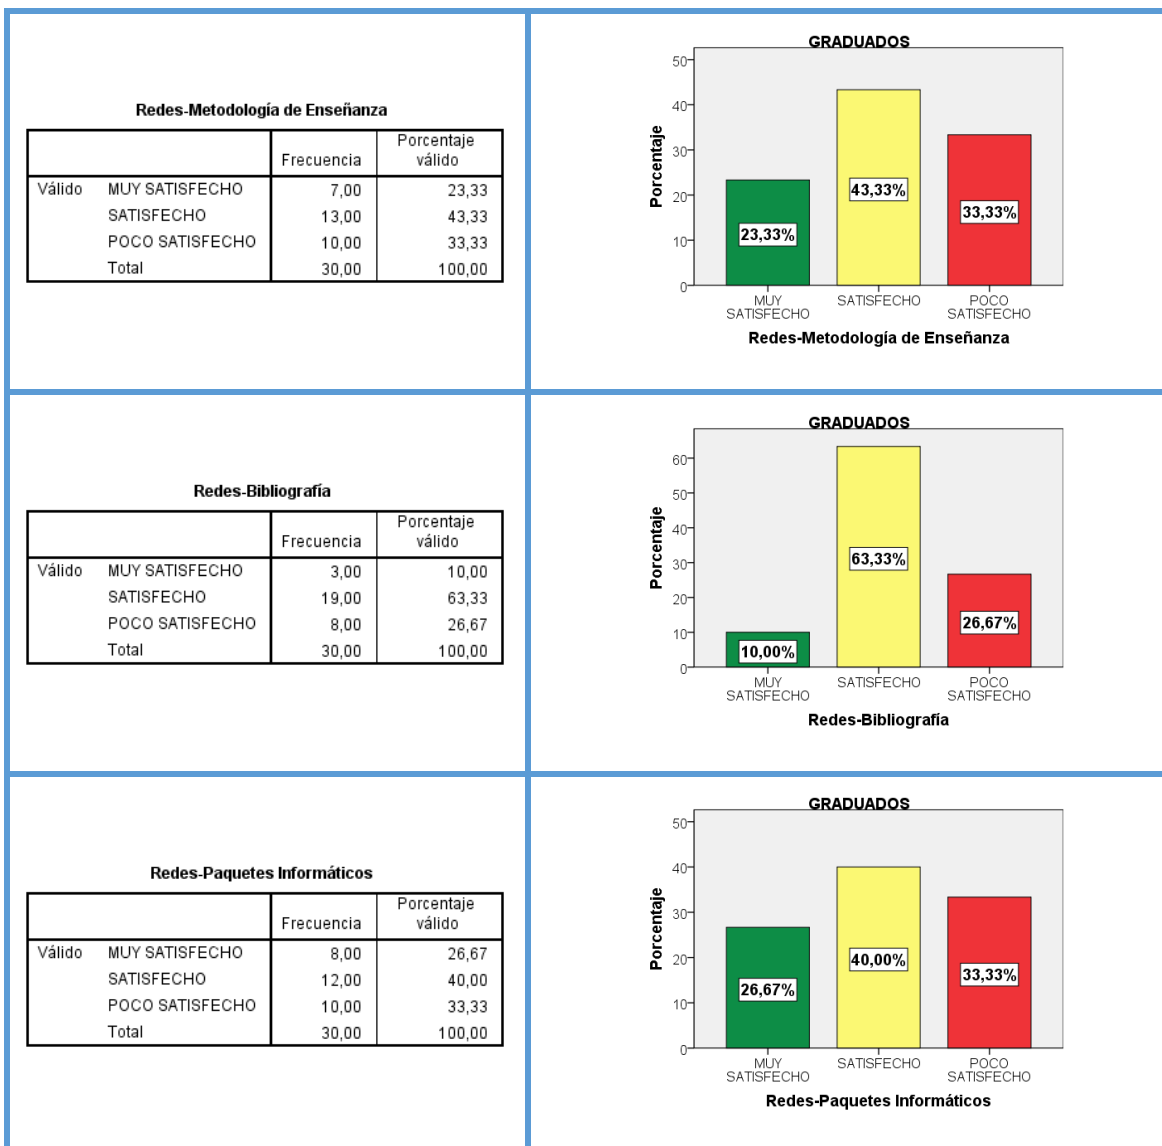 Redes-Metodología de Enseñanza
Frecuencia Porcentaje válido
Válido MUY SATISFECHO 7,00 23,33
SATISFECHO 13,00 43,33
POCO SATISFECHO 10,00 33,33
Total 30,00 100,00
GRADUADOS
Porcentaje
50
40
30
20
10
0
23,33%
43,33%
33,33%
MUY SATISFECHO
SATISFECHO
POCO SATISFECHO
Redes-Metodología de Enseñanza
Redes-Bibliografía
Frecuencia Porcentaje válido
Válido MUY SATISFECHO 3,00 10,00
SATISFECHO 19,00 63,33
POCO SATISFECHO 8,00 26,67
Total 30,00 100,00
GRADUADOS
Porcentaje
60
50
40
30
20
10
0
10,00%
63,33%
26,67%
MUY SATISFECHO
SATISFECHO
POCO SATISFECHO
Redes-Bibliografía
Redes-Paquetes Informáticos
Frecuencia Porcentaje válido
Válido MUY SATISFECHO 8,00 26,67
SATISFECHO 12,00 40,00
POCO SATISFECHO 10,00 33,33
Total 30,00 100,00
GRADUADOS
Porcentaje
50
40
30
20
10
0
26,67%
40,00%
33,33%
MUY SATISFECHO
SATISFECHO
POCO SATISFECHO
Redes-Paquetes Informáticos